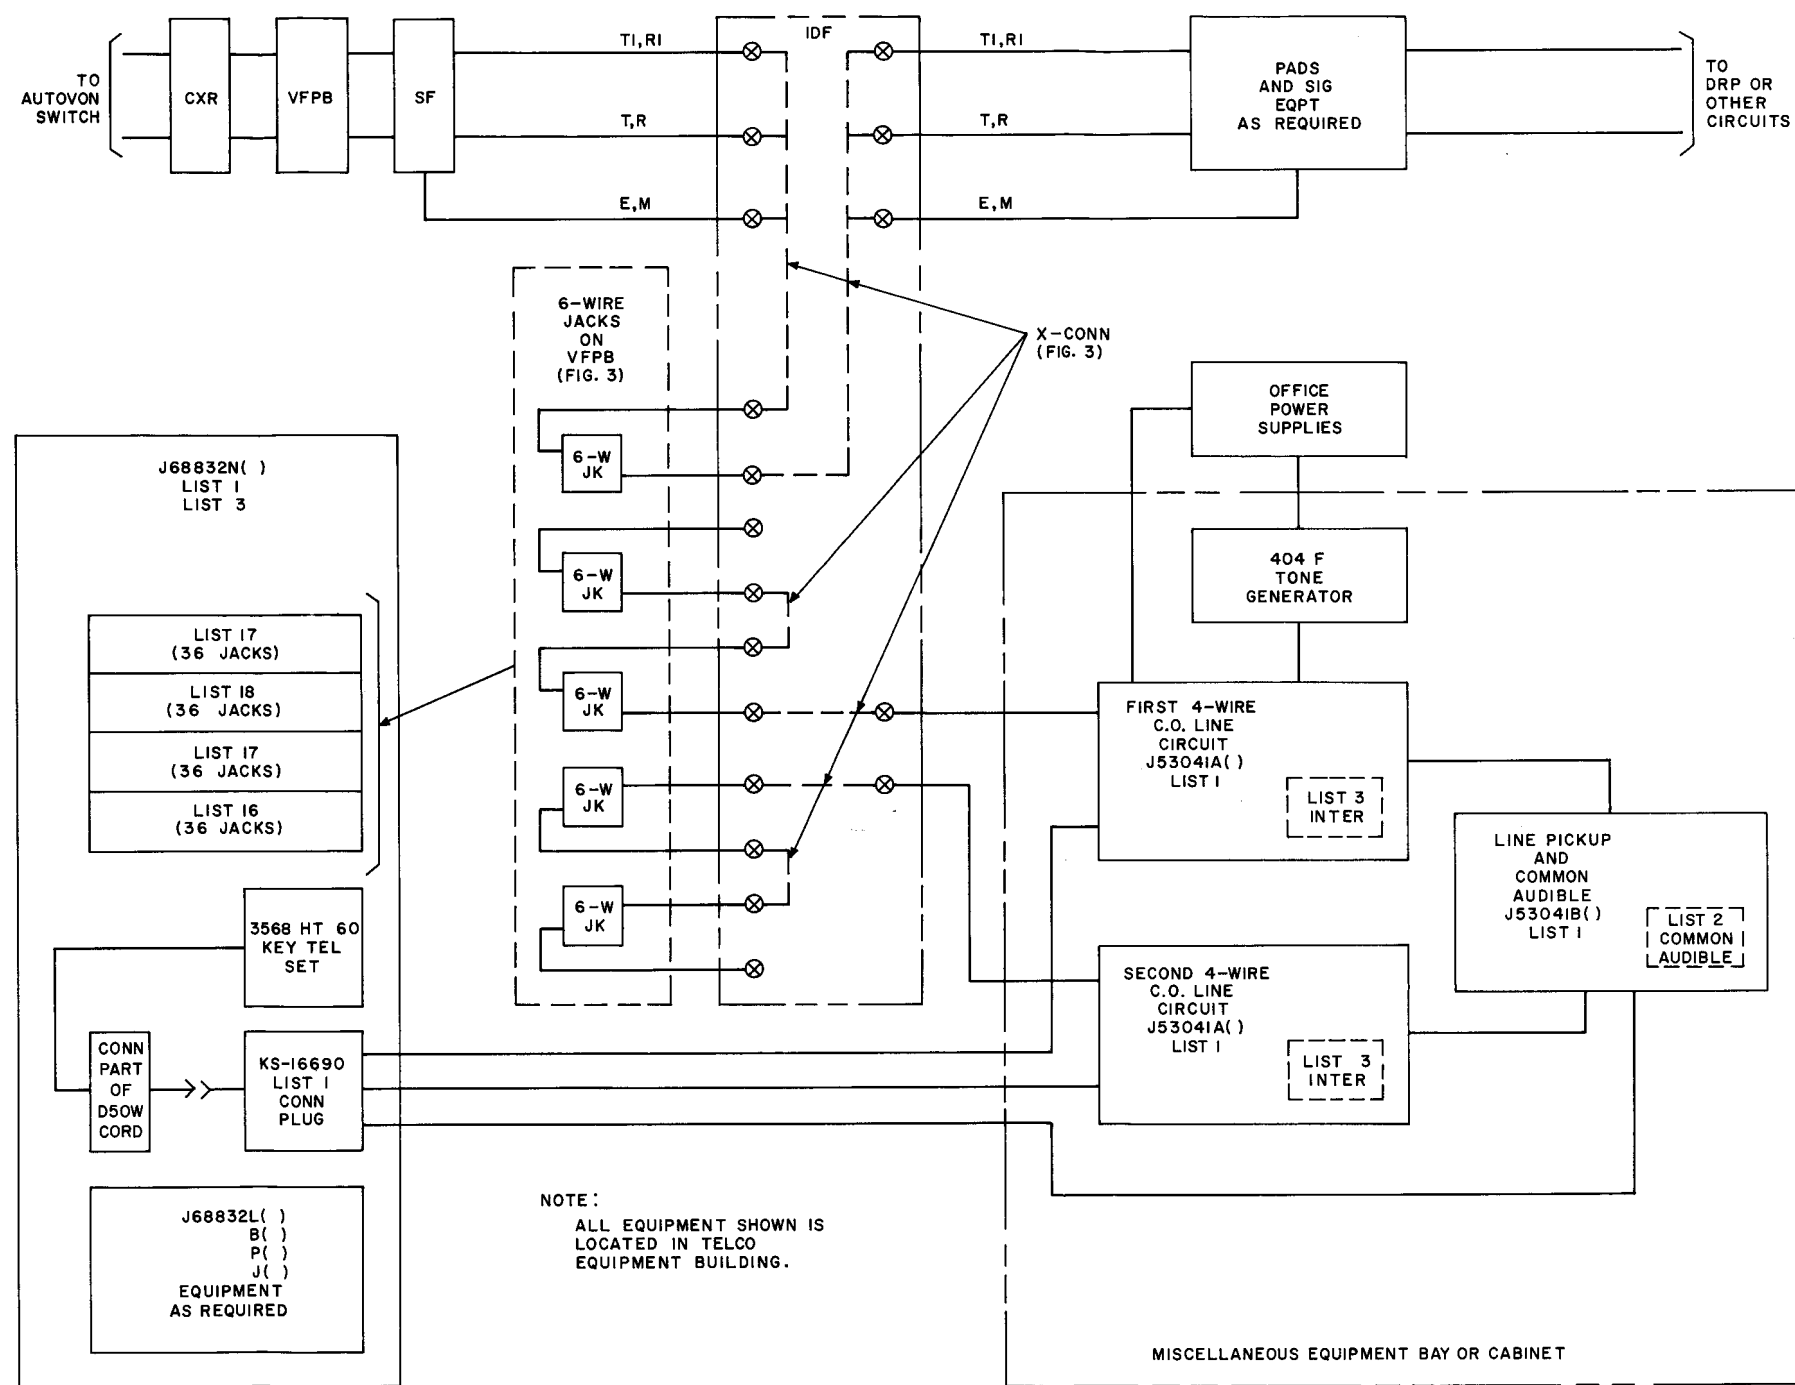 TO
AUTOVON
SWITCH
CXR
VFPB
SF
T1,R1
T,R
E,M
IDF
T1,R1
T,R
E,M
PADS
AND SIG
EQPT
AS REQUIRED
TO
DRP OR
OTHER
CIRCUITS
6-WIRE
JACKS
ON
VFPB
(FIG. 3)
X-CONN
(FIG. 3)
6-W
JK
6-W
JK
6-W
JK
6-W
JK
6-W
JK
J68832N( )
LIST 1
LIST 3
LIST 17
(36 JACKS)
LIST 18
(36 JACKS)
LIST 17
(36 JACKS)
LIST 16
(36 JACKS)
3568 HT 60
KEY TEL
SET
CONN
PART
OF
D50W
CORD
KS-16690
LIST 1
CONN
PLUG
J68832L( )
B( )
P( )
J( )
EQUIPMENT
AS REQUIRED
OFFICE
POWER
SUPPLIES
404 F
TONE
GENERATOR
FIRST 4-WIRE
C.O. LINE
CIRCUIT
J53041A( )
LIST 1
LIST 3
INTER
LINE PICKUP
AND
COMMON
AUDIBLE
J53041B( )
LIST 1
LIST 2
COMMON
AUDIBLE
SECOND 4-WIRE
C.O. LINE
CIRCUIT
J53041A( )
LIST 1
LIST 3
INTER
NOTE:
ALL EQUIPMENT SHOWN IS
LOCATED IN TELCO
EQUIPMENT BUILDING.
MISCELLANEOUS EQUIPMENT BAY OR CABINET